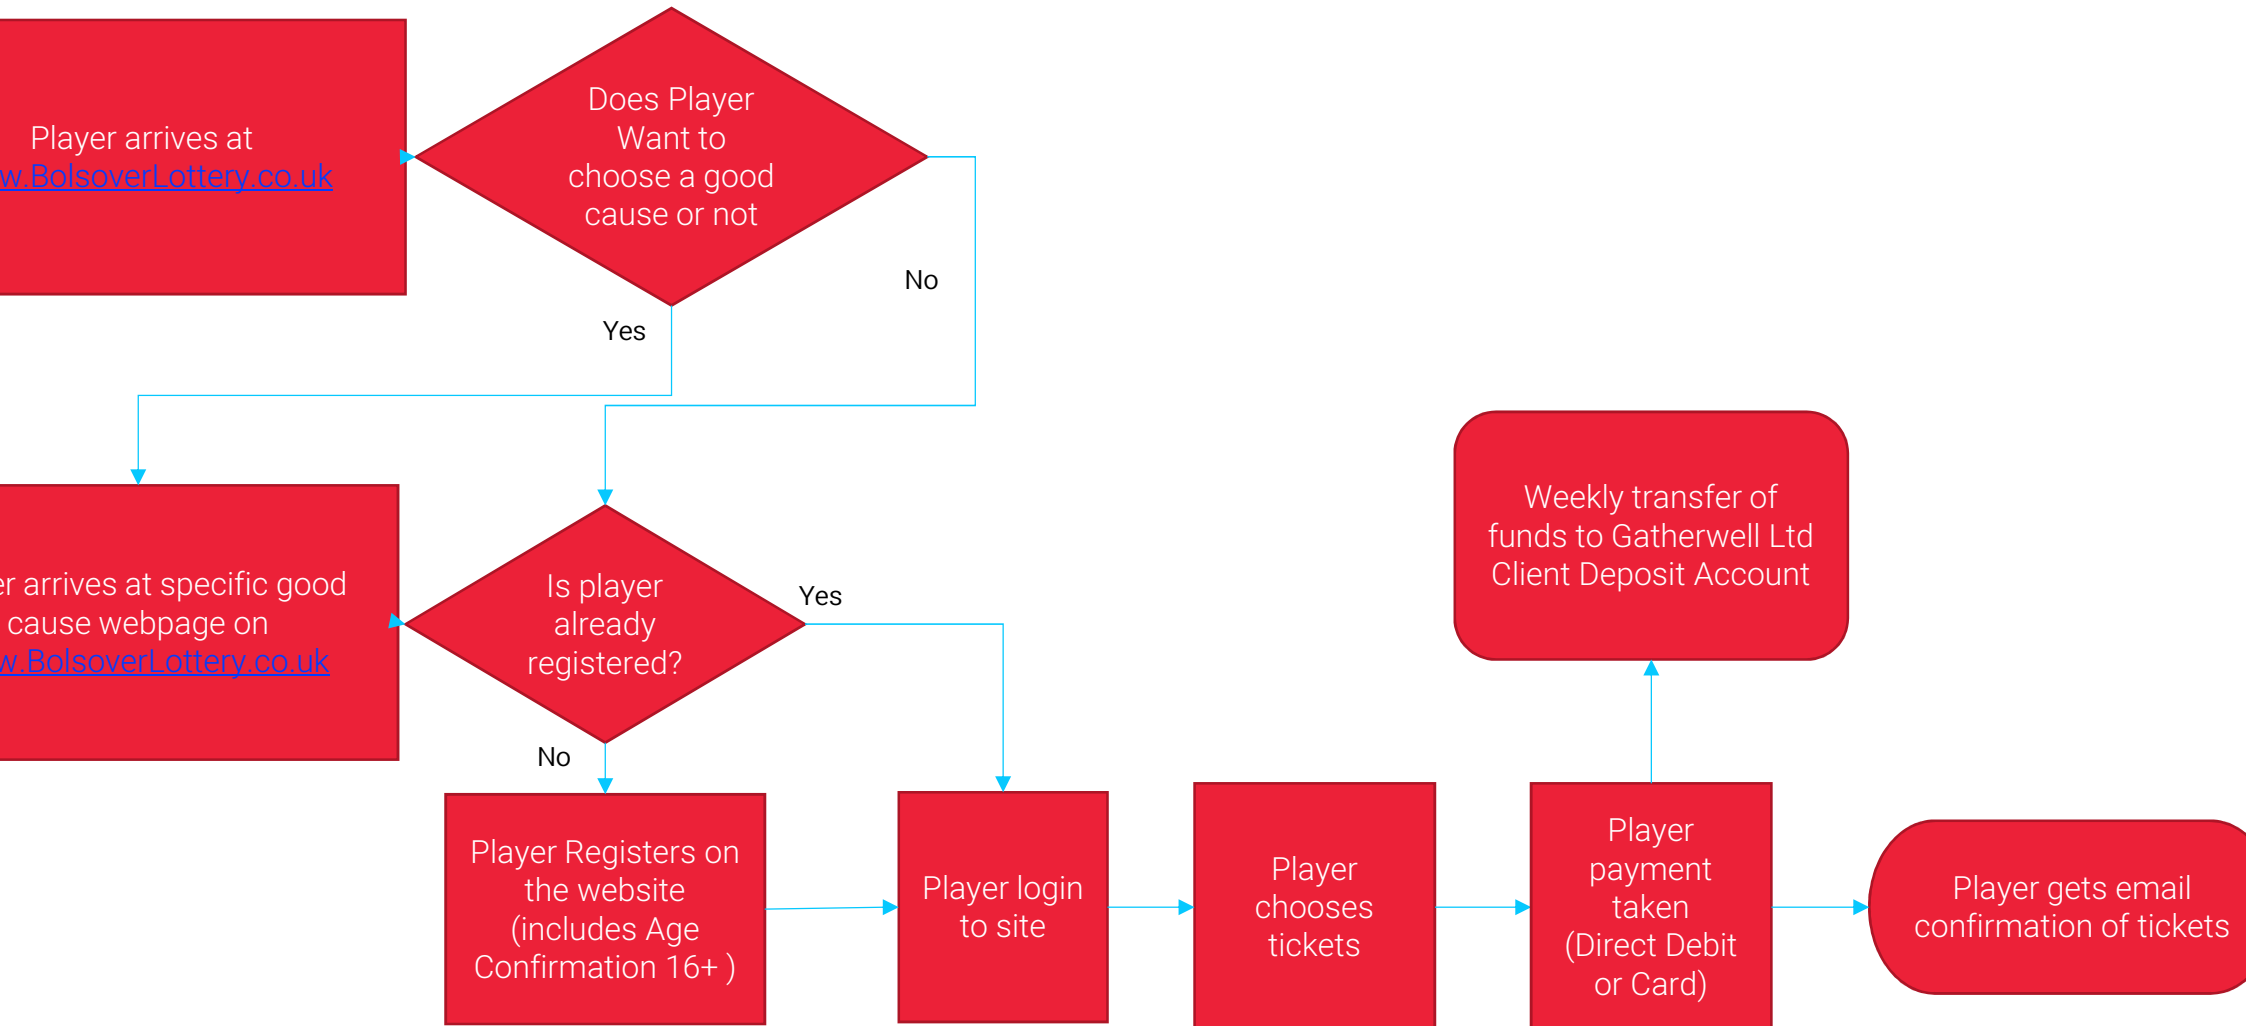 Player arrives at
w.BolsoverLottery.co.uk
Does Player
Want to
choose a good
cause or not
No
Yes
er arrives at specific good
cause webpage on
w.BolsoverLottery.co.uk
Is player
already
registered?
Yes
No
Weekly transfer of
funds to Gatherwell Ltd
Client Deposit Account
Player Registers on
the website
(includes Age
Confirmation 16+ )
Player login
to site
Player
chooses
tickets
Player
payment
taken
(Direct Debit
or Card)
Player gets email
confirmation of tickets